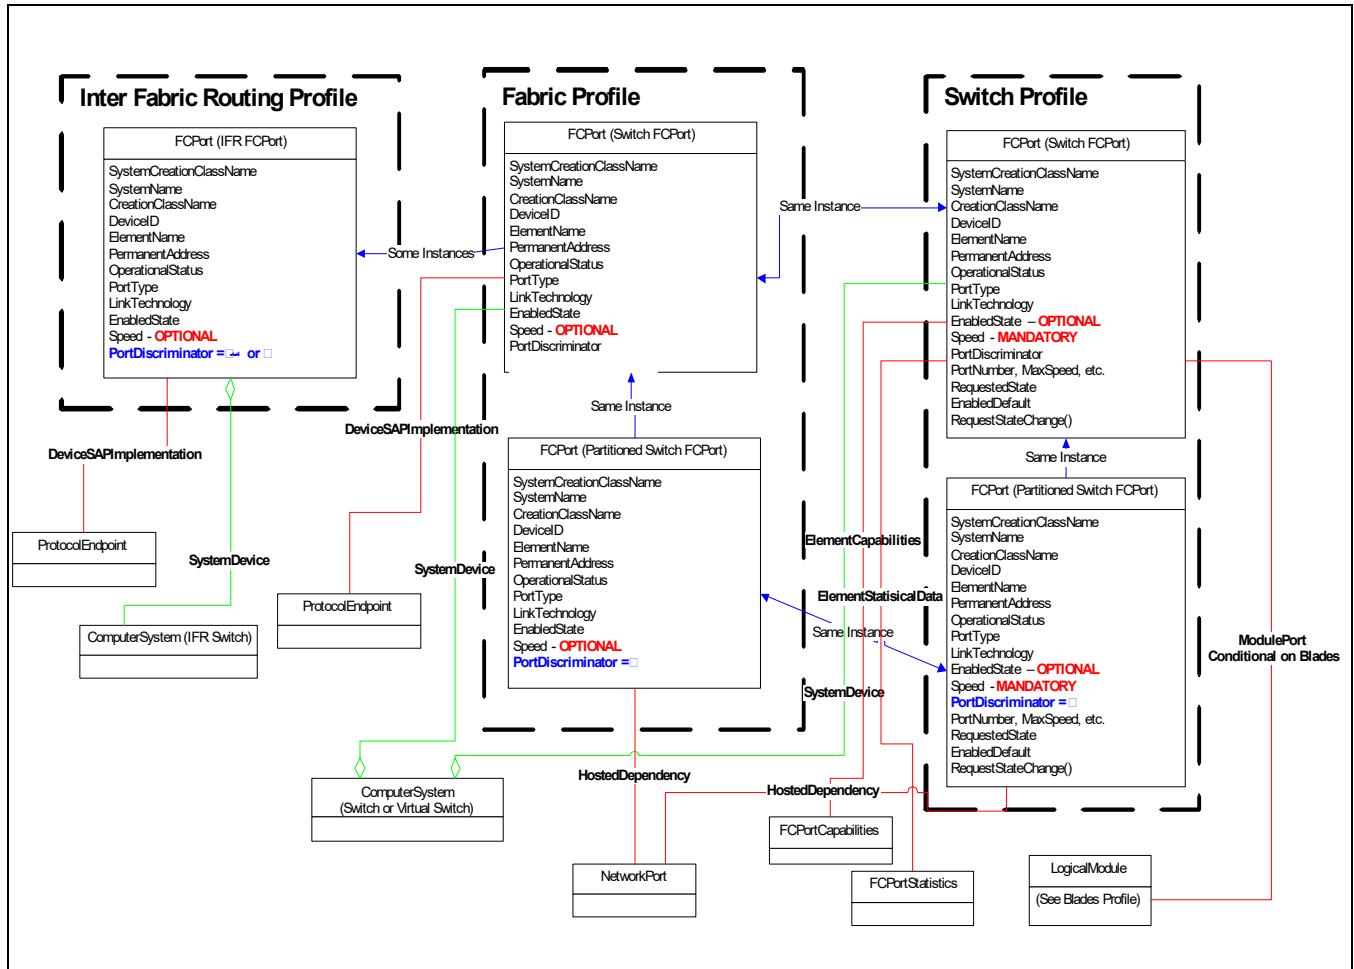 Inter Fabric Routing Profile
FCPort (IFR FCPort)
SystemCreationClassName
SystemName
CreationClassName
DeviceID
ElementName
PermanentAddress
OperationalStatus
PortType
LinkTechnology
EnabledState
Speed - OPTIONAL
PortDiscriminator = or
DeviceSAPImplementation
ProtocolEndpoint
SystemDevice
ComputerSystem (IFR Switch)
Some Instances
Fabric Profile
FCPort (Switch FCPort)
SystemCreationClassName
SystemName
CreationClassName
DeviceID
ElementName
PermanentAddress
OperationalStatus
PortType
LinkTechnology
EnabledState
Speed - OPTIONAL
PortDiscriminator
Same Instance
DeviceSAPImplementation
FCPort (Partitioned Switch FCPort)
SystemCreationClassName
SystemName
CreationClassName
DeviceID
ElementName
PermanentAddress
OperationalStatus
PortType
LinkTechnology
EnabledState
Speed - OPTIONAL
PortDiscriminator =
SystemDevice
ProtocolEndpoint
ComputerSystem
(Switch or Virtual Switch)
HostedDependency
NetworkPort
Same Instance
Switch Profile
FCPort (Switch FCPort)
SystemCreationClassName
SystemName
CreationClassName
DeviceID
ElementName
PermanentAddress
OperationalStatus
PortType
LinkTechnology
EnabledState – OPTIONAL
Speed - MANDATORY
PortDiscriminator
PortNumber, MaxSpeed, etc.
RequestedState
EnabledDefault
RequestStateChange()
Same Instance
FCPort (Partitioned Switch FCPort)
SystemCreationClassName
SystemName
CreationClassName
DeviceID
ElementName
PermanentAddress
OperationalStatus
PortType
LinkTechnology
EnabledState – OPTIONAL
Speed - MANDATORY
PortDiscriminator =
PortNumber, MaxSpeed, etc.
RequestedState
EnabledDefault
RequestStateChange()
ElementCapabilities
ElementStatisicalData
Same Instance
SystemDevice
HostedDependency
FCPortCapabilities
FCPortStatistics
ModulePort
Conditional on Blades
LogicalModule
(See Blades Profile)